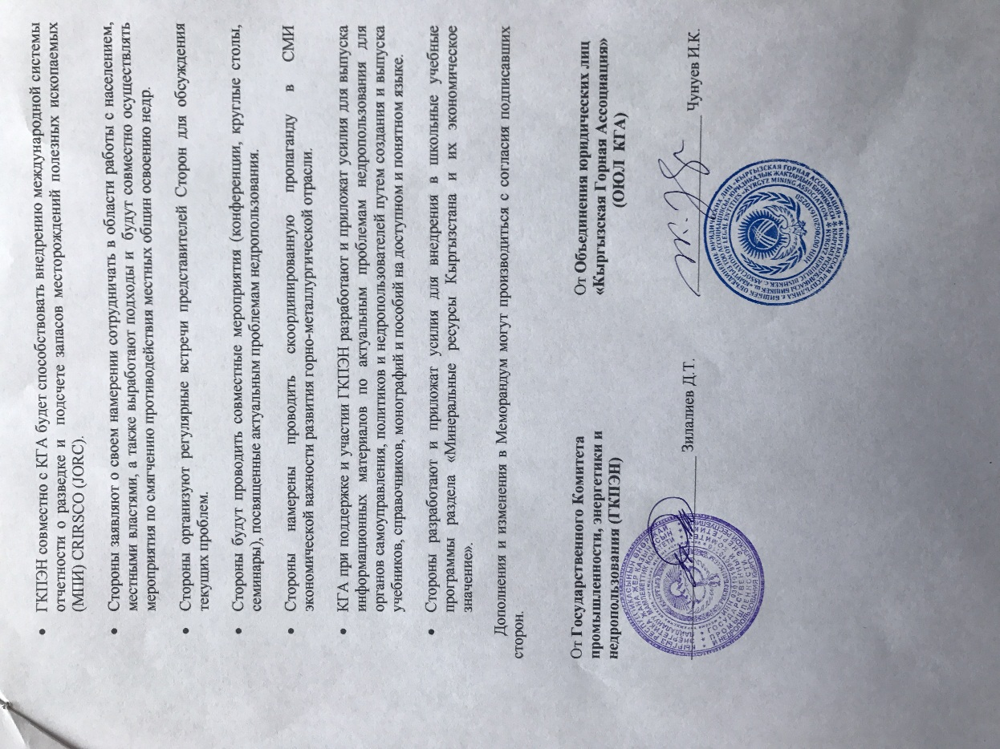 • ГКПЭН совместно с КГА будет способствовать внедрению международной системы
отчетности о разведке и подсчете запасов месторождений полезных ископаемых
(МПИ) CRIRSCO (JORC).
• Стороны заявляют о своем намерении сотрудничать в области работы с населением,
местными властями, а также выработают подходы и будут совместно осуществлять
мероприятия по смягчению противодействия местных общин освоению недр.
• Стороны организуют регулярные встречи представителей Сторон для обсуждения
текущих проблем.
• Стороны будут проводить совместные мероприятия (конференции, круглые столы,
семинары), посвященные актуальным проблемам недропользования.
• Стороны намерены проводить скоординированную пропаганду в СМИ
экономической важности развития горно-металлургической отрасли.
• КГА при поддержке и участии ГКПЭН разработают и приложат усилия для выпуска
информационных материалов по актуальным проблемам недропользования для
органов самоуправления, политиков и недропользователей путем создания и выпуска
учебников, справочников, монографий и пособий на доступном и понятном языке.
• Стороны разработают и приложат усилия для внедрения в школьные учебные
программы раздела «Минеральные ресурсы Кыргызстана и их экономическое
значение».
Дополнения и изменения в Меморандум могут производиться с согласия подписавших
сторон.
От Государственного Комитета
промышленности, энергетики и
недропользования (ГКПЭН)
Зилалиев Д.Т.
От Объединения юридических лиц
«Кыргызская Горная Ассоциация»
(ОЮЛ КГА)
Чунуев И.К.